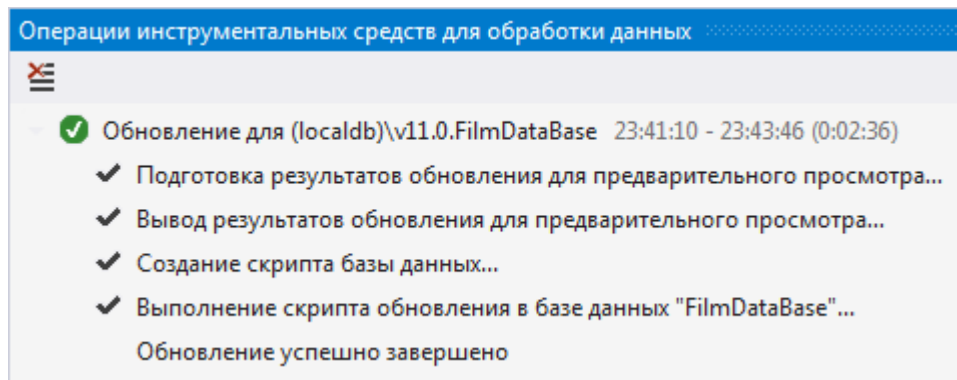 Операции инструментальных средств для обработки данных
Обновление для (localdb)\v11.0.FilmDataBase 23:41:10 - 23:43:46 (0:02:36)
Подготовка результатов обновления для предварительного просмотра...
Вывод результатов обновления для предварительного просмотра...
Создание скрипта базы данных...
Выполнение скрипта обновления в базе данных "FilmDataBase"...
Обновление успешно завершено